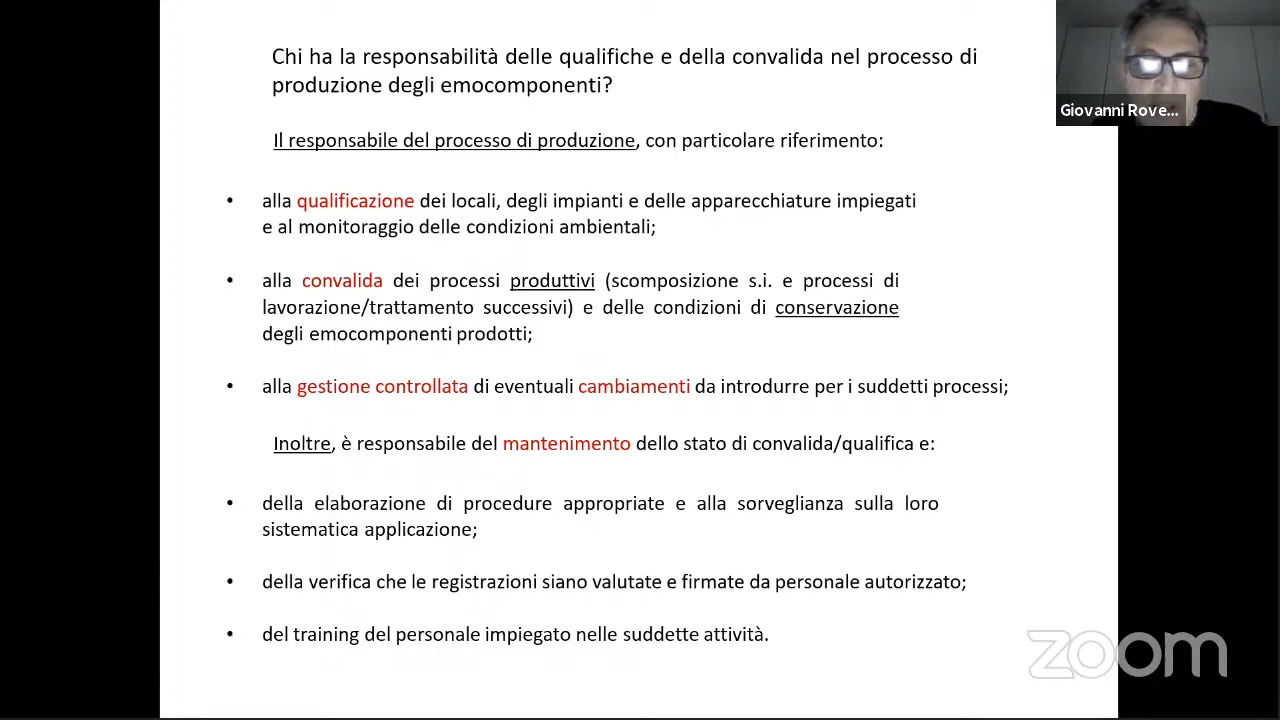 Chi ha la responsabilità delle qualifiche e della convalida nel processo di
produzione degli emocomponenti?
Il responsabile del processo di produzione, con particolare riferimento:
• alla qualificazione dei locali, degli impianti e delle apparecchiature impiegati
e al monitoraggio delle condizioni ambientali;
• alla convalida dei processi produttivi (scomposizione s.i. e processi di
lavorazione/trattamento successivi) e delle condizioni di conservazione
degli emocomponenti prodotti;
• alla gestione controllata di eventuali cambiamenti da introdurre per i suddetti processi;
Inoltre, è responsabile del mantenimento dello stato di convalida/qualifica e:
• della elaborazione di procedure appropriate e alla sorveglianza sulla loro
sistematica applicazione;
• della verifica che le registrazioni siano valutate e firmate da personale autorizzato;
• del training del personale impiegato nelle suddette attività.
Giovanni Rove...
zoom